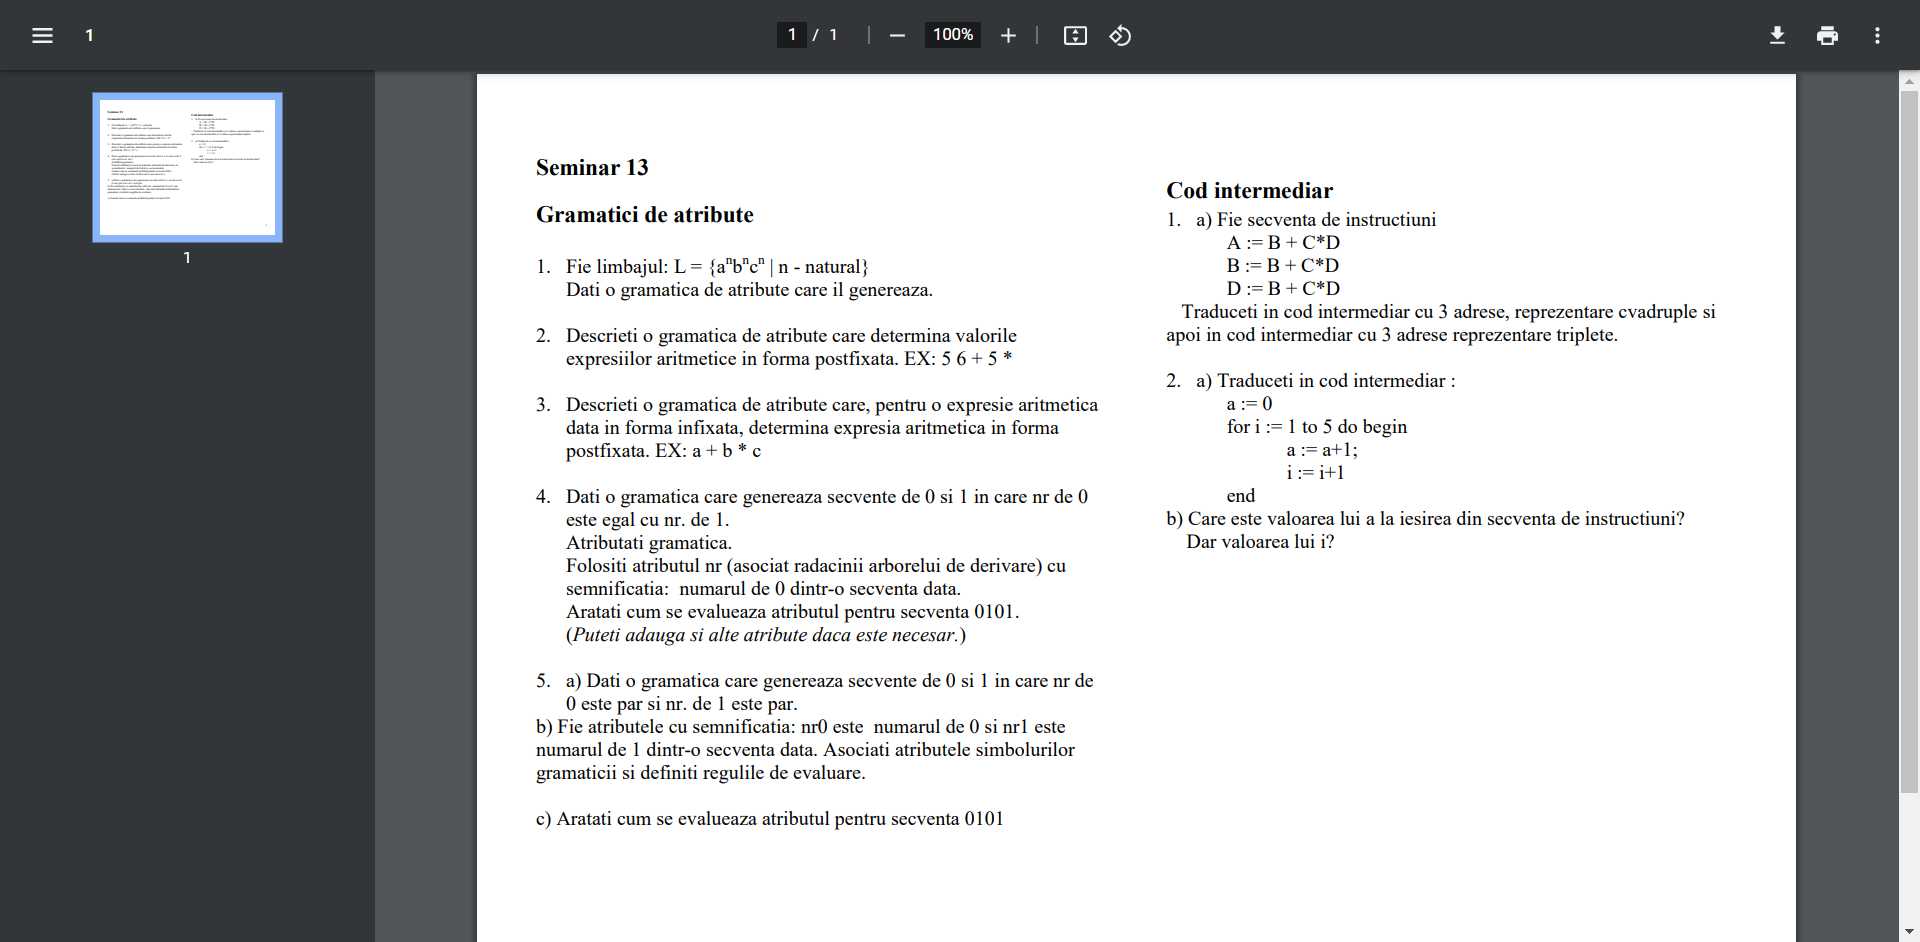 1
1 / 1
100%
1
Seminar 13
Gramatici de atribute
1. Fie limbajul: L = {aⁿbⁿcⁿ | n - natural}
Dati o gramatica de atribute care il genereaza.
2. Descrieti o gramatica de atribute care determina valorile
expresiilor aritmetice in forma postfixata. EX: 5 6 + 5 *
3. Descrieti o gramatica de atribute care, pentru o expresie aritmetica
data in forma infixata, determina expresia aritmetica in forma
postfixata. EX: a + b * c
4. Dati o gramatica care genereaza secvente de 0 si 1 in care nr de 0
este egal cu nr. de 1.
Atributati gramatica.
Folositi atributul nr (asociat radacinii arborelui de derivare) cu
semnificatia: numarul de 0 dintr-o secventa data.
Aratati cum se evalueaza atributul pentru secventa 0101.
(Puteti adauga si alte atribute daca este necesar.)
5. a) Dati o gramatica care genereaza secvente de 0 si 1 in care nr de
0 este par si nr. de 1 este par.
b) Fie atributele cu semnificatia: nr0 este numarul de 0 si nr1 este
numarul de 1 dintr-o secventa data. Asociati atributele simbolurilor
gramaticii si definiti regulile de evaluare.
c) Aratati cum se evalueaza atributul pentru secventa 0101
Cod intermediar
1. a) Fie secventa de instructiuni
A := B + C*D
B := B + C*D
D := B + C*D
Traduceti in cod intermediar cu 3 adrese, reprezentare cvadruple si
apoi in cod intermediar cu 3 adrese reprezentare triplete.
2. a) Traduceti in cod intermediar :
a := 0
for i := 1 to 5 do begin
a := a+1;
i := i+1
end
b) Care este valoarea lui a la iesirea din secventa de instructiuni?
Dar valoarea lui i?